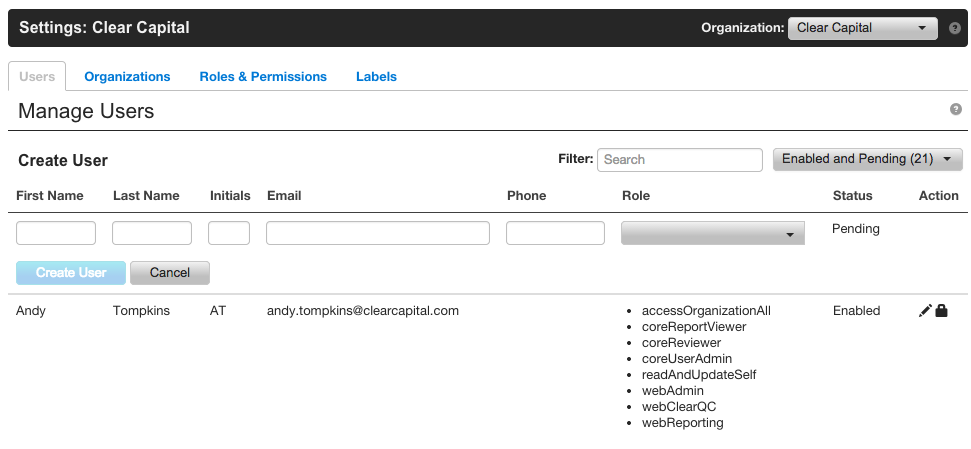 Settings: Clear Capital Organization: Clear Capital ?
Users Organizations Roles & Permissions Labels
Manage Users ?
Create User Filter: Search Enabled and Pending (21)
First Name Last Name Initials Email Phone Role Status Action
Pending
Create User Cancel
Andy Tompkins AT andy.tompkins@clearcapital.com • accessOrganizationAll Enabled
• coreReportViewer
• coreReviewer
• coreUserAdmin
• readAndUpdateSelf
• webAdmin
• webClearQC
• webReporting